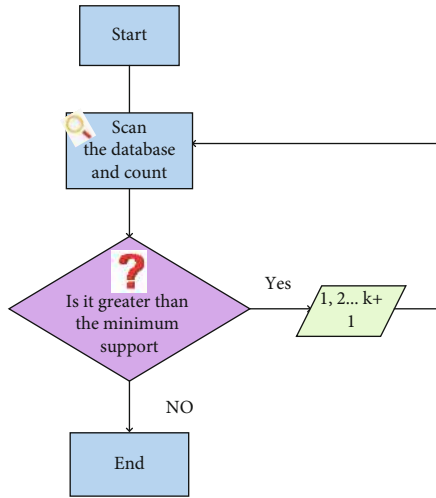 Start
Scan
the database
and count
?
Is it greater than
the minimum
support
Yes
1, 2... k+
1
NO
End